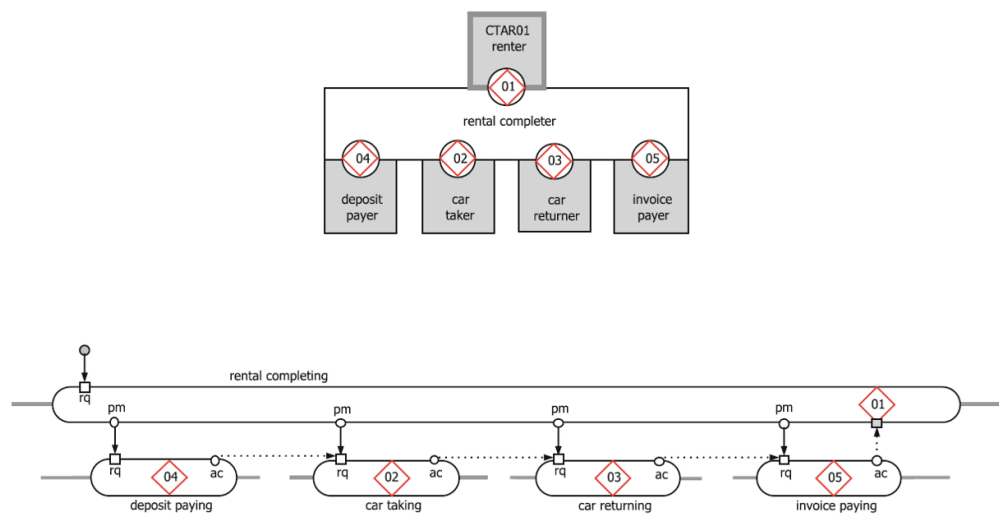 CTAR01
renter
01
rental completer
04
02
03
05
deposit
payer
car
taker
car
returner
invoice
payer
rental completing
rq
01
pm
pm
pm
pm
rq
04
ac
rq
02
ac
rq
03
ac
rq
05
ac
deposit paying
car taking
car returning
invoice paying